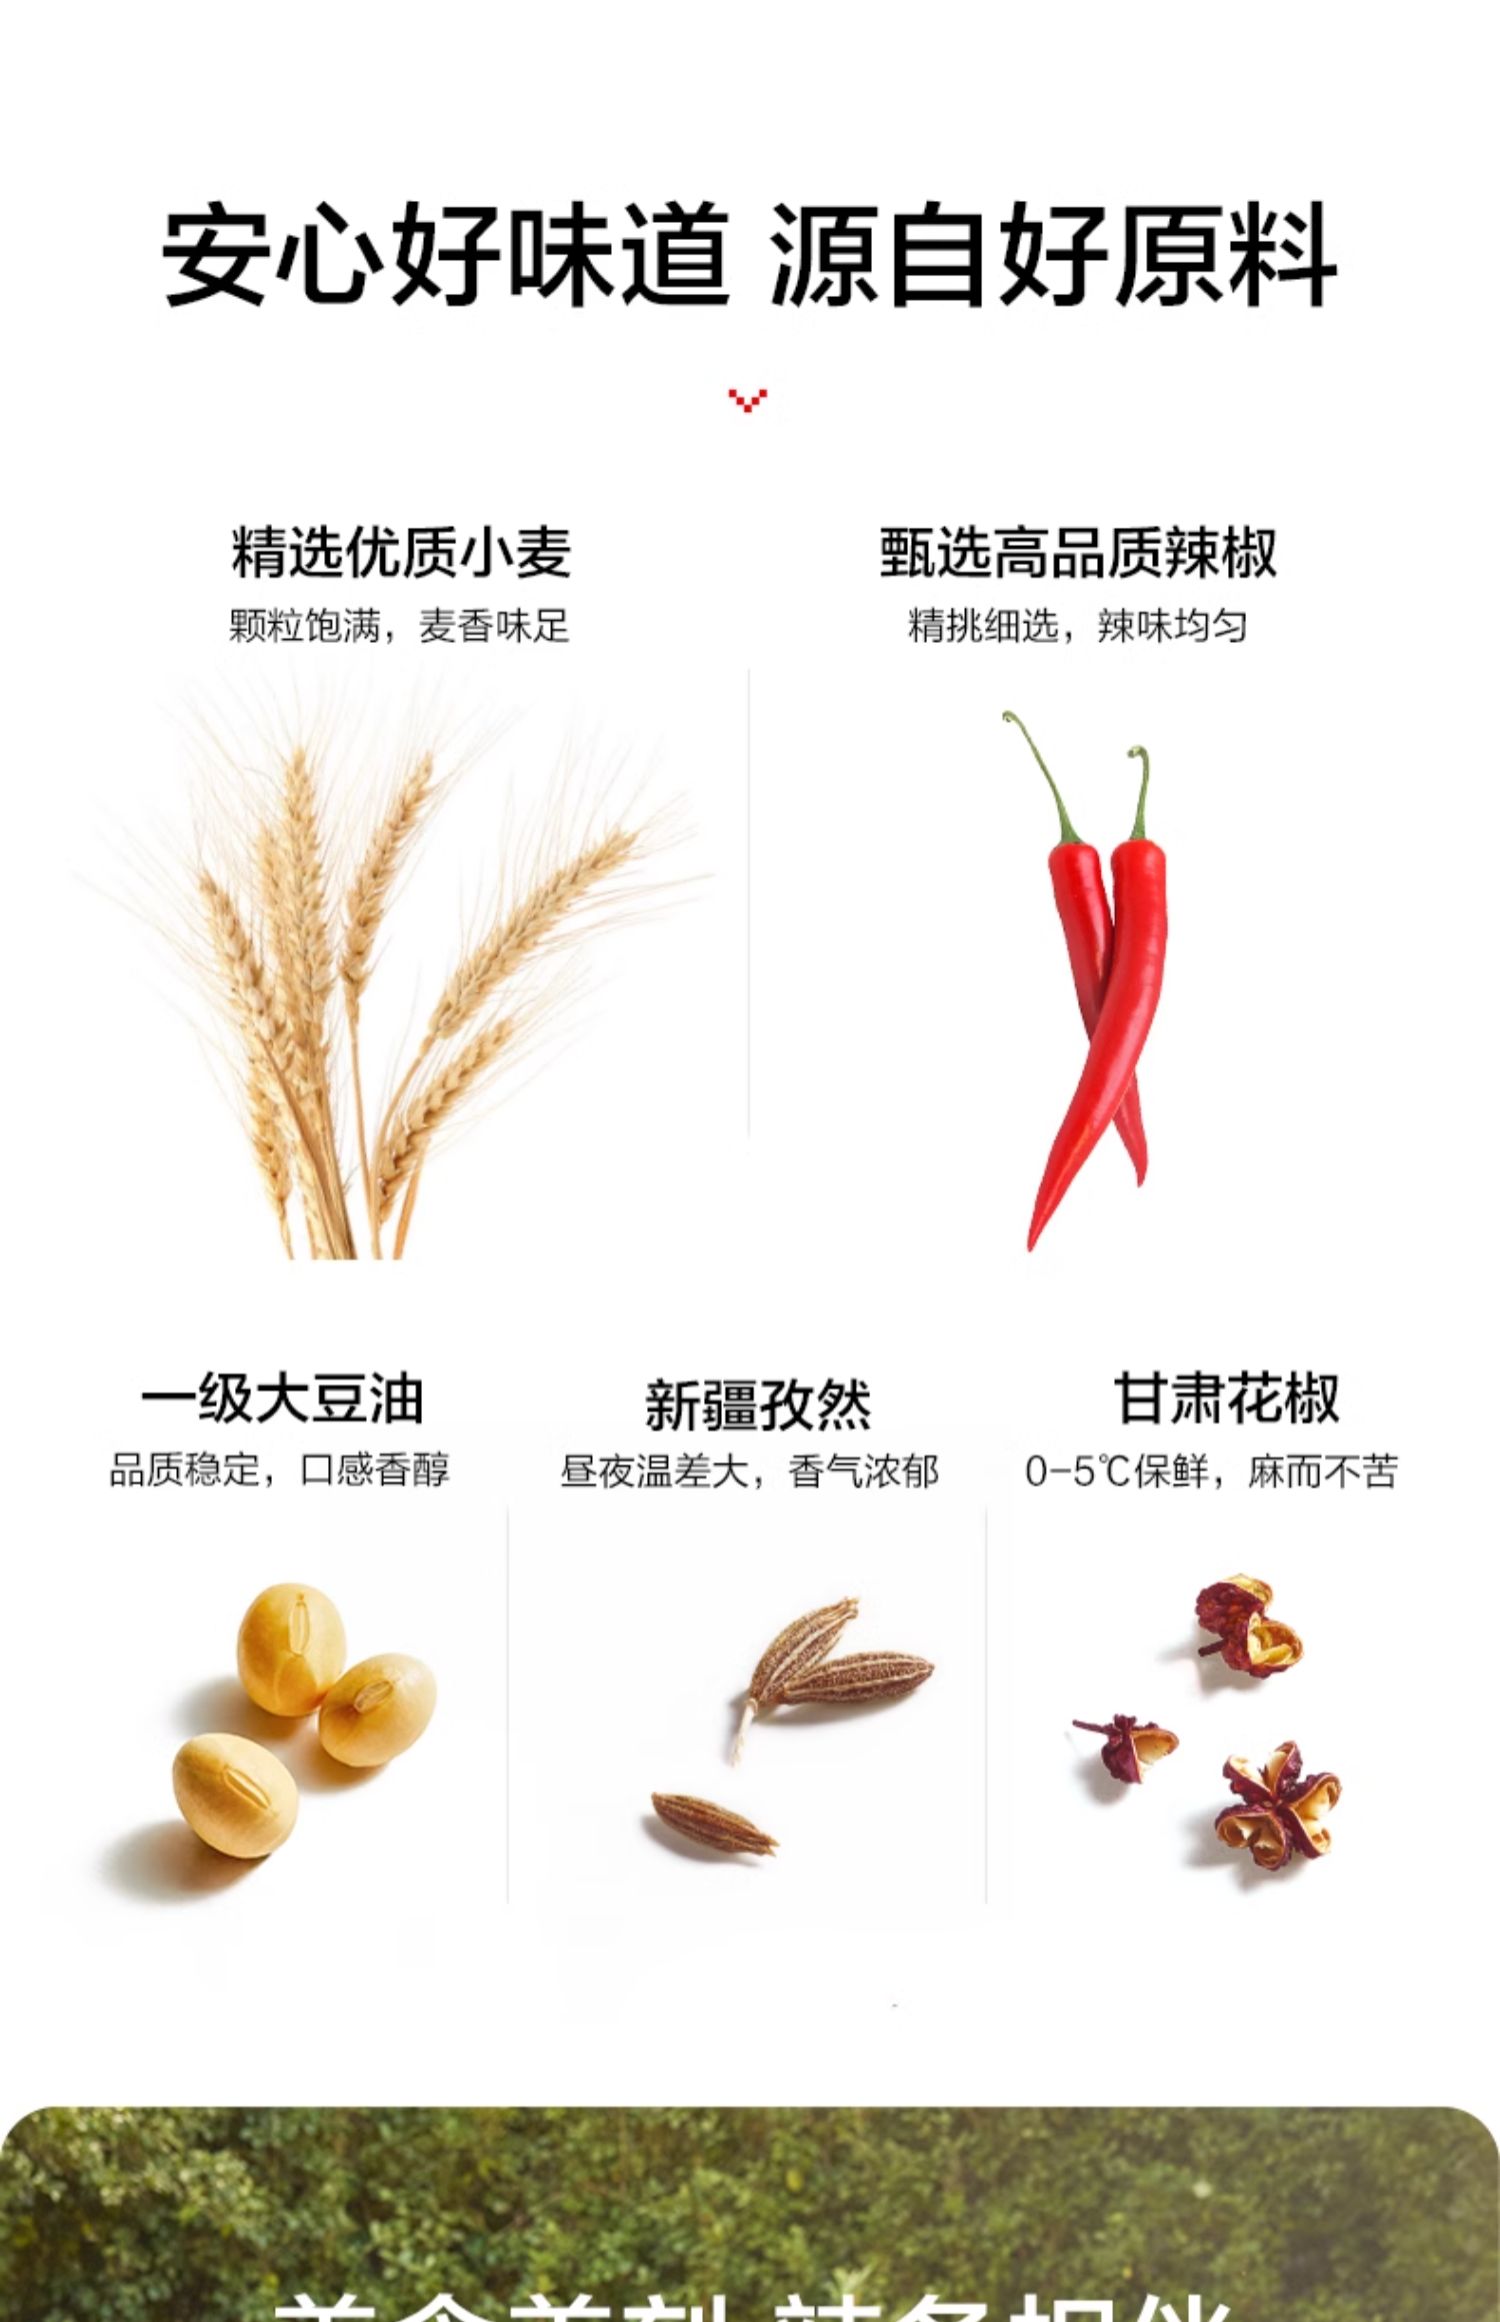 安心好味道 源自好原料
精选优质小麦
颗粒饱满，麦香味足
甄选高品质辣椒
精挑细选，辣味均匀
一级大豆油
品质稳定，口感香醇
新疆孜然
昼夜温差大，香气浓郁
甘肃花椒
0-5℃保鲜，麻而不苦